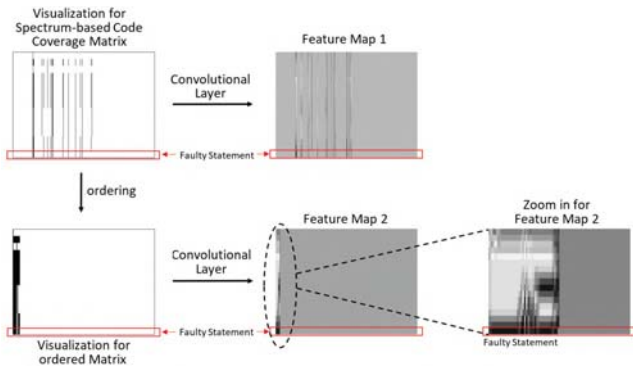 Visualization for
Spectrum-based Code
Coverage Matrix
Convolutional
Layer
Feature Map 1
Faulty Statement
ordering
Convolutional
Layer
Feature Map 2
Zoom in for
Feature Map 2
Faulty Statement
Faulty Statement
Visualization for
ordered Matrix